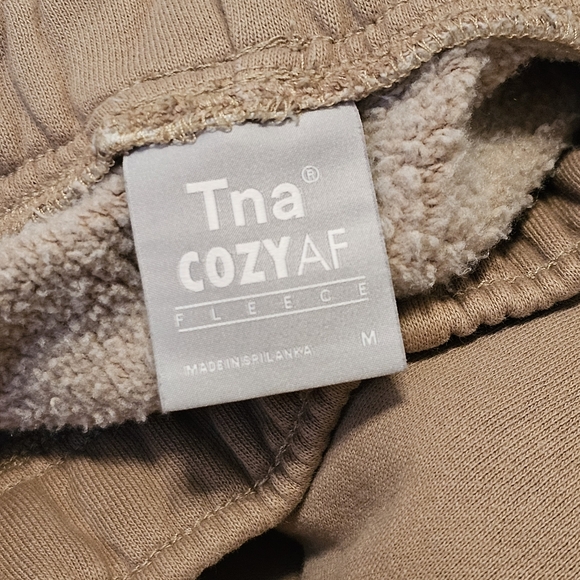 Tna®
COZYAF
FLEECE
MADE IN SRI LANKA M